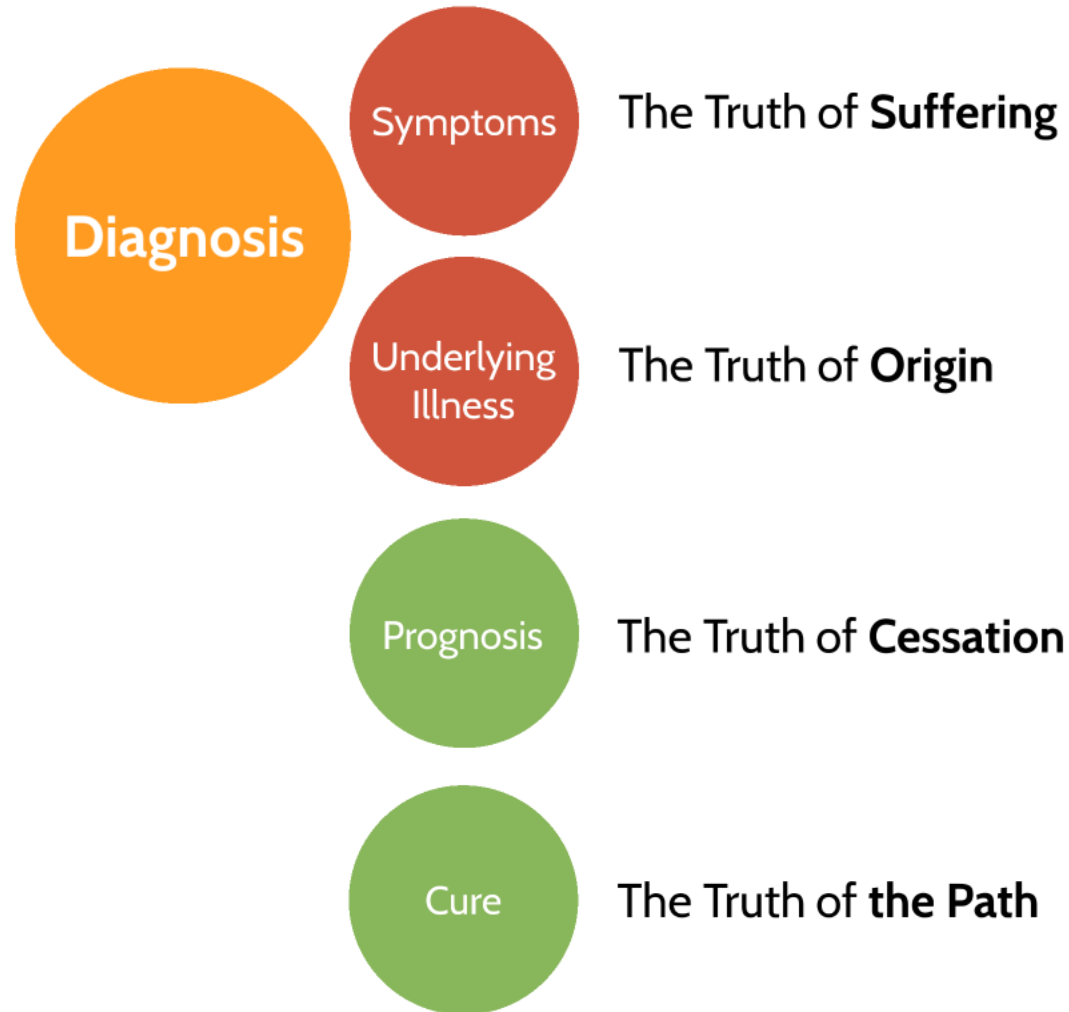 Diagnosis
Symptoms
The Truth of Suffering
Underlying
Illness
The Truth of Origin
Prognosis
The Truth of Cessation
Cure
The Truth of the Path